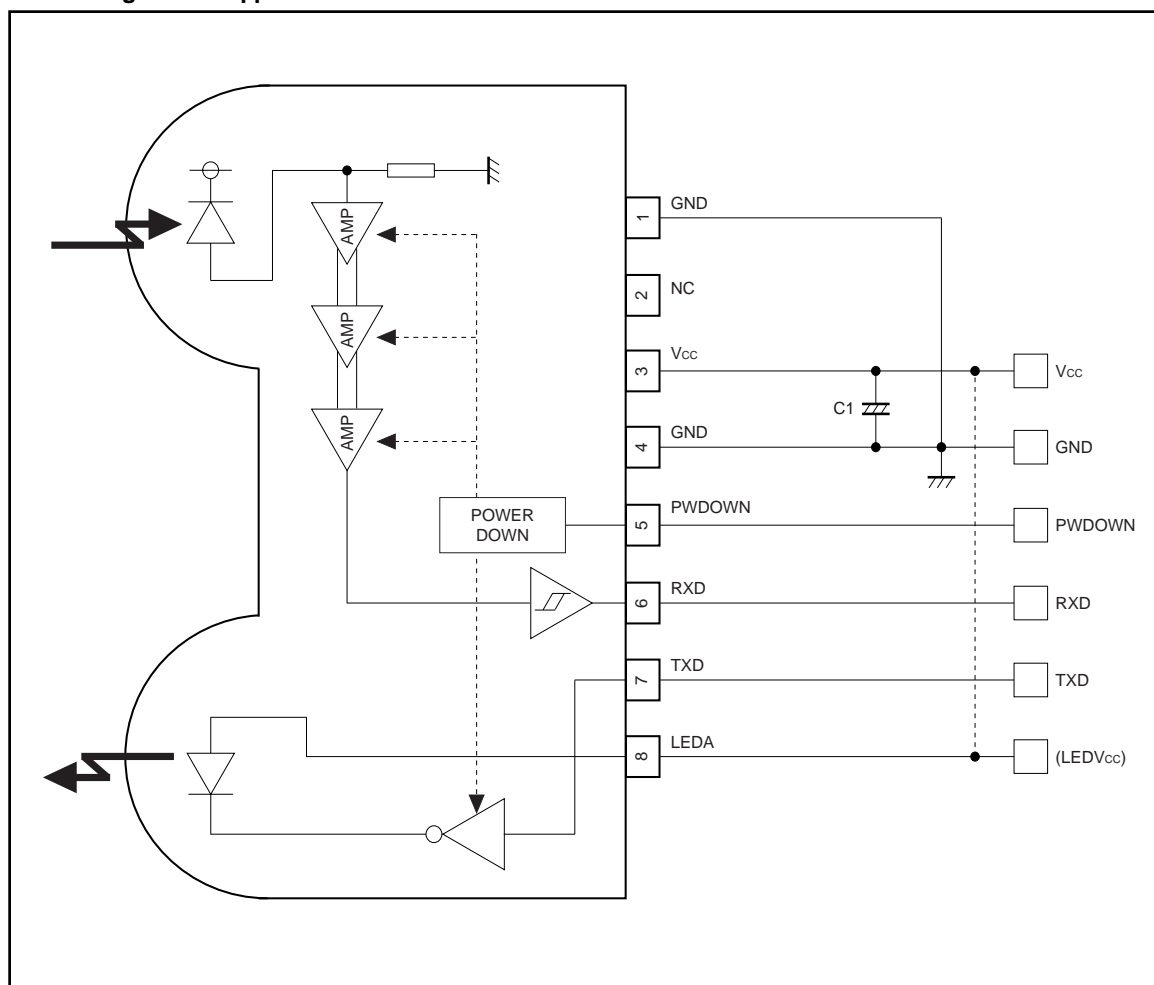 AMP
AMP
AMP
POWER
DOWN
1 GND
2 NC
3 Vcc
4 GND
5 PWDOWN
6 RXD
7 TXD
8 LEDA
C1
Vcc
GND
PWDOWN
RXD
TXD
(LEDVcc)